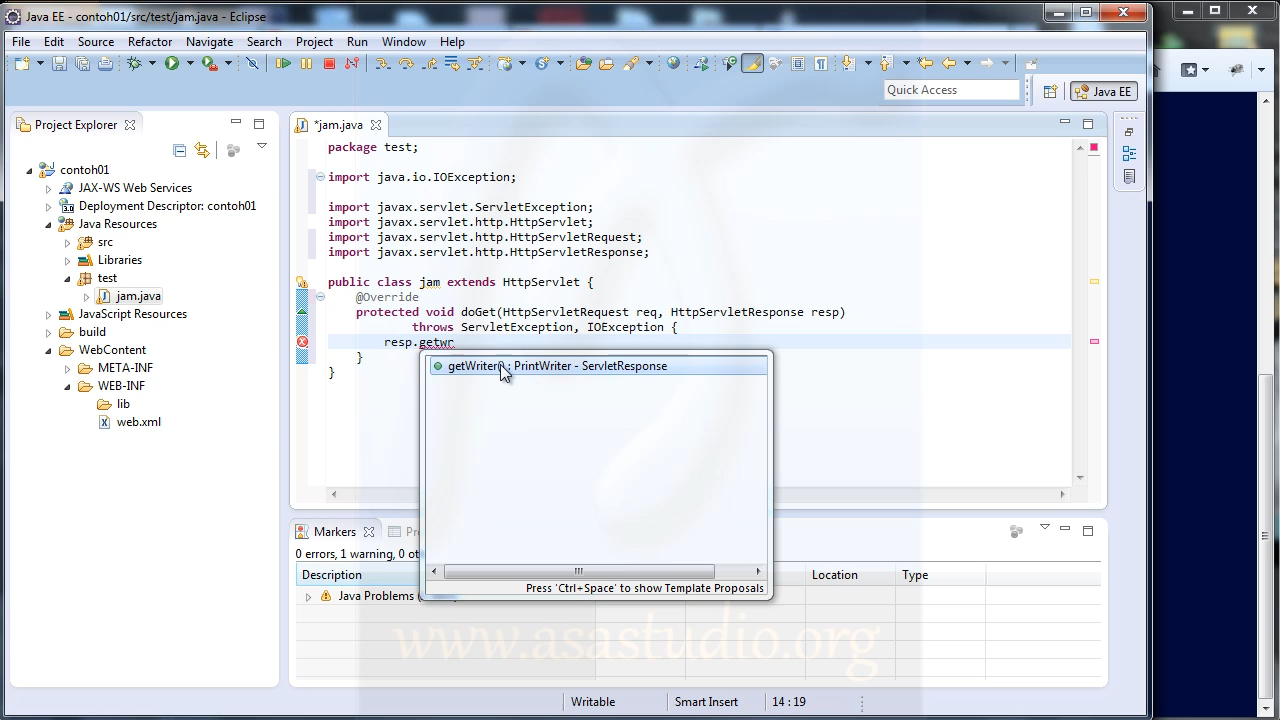 Java EE - contoh01/src/test/jam.java - Eclipse
File Edit Source Refactor Navigate Search Project Run Window Help
Quick Access
Java EE
Project Explorer
contoh01
JAX-WS Web Services
Deployment Descriptor: contoh01
Java Resources
src
Libraries
test
jam.java
JavaScript Resources
build
WebContent
META-INF
WEB-INF
lib
web.xml
*jam.java
package test;
import java.io.IOException;
import javax.servlet.ServletException;
import javax.servlet.http.HttpServlet;
import javax.servlet.http.HttpServletRequest;
import javax.servlet.http.HttpServletResponse;
public class jam extends HttpServlet {
@Override
protected void doGet(HttpServletRequest req, HttpServletResponse resp)
throws ServletException, IOException {
resp.getwr
}
}
getWriter() : PrintWriter - ServletResponse
Press 'Ctrl+Space' to show Template Proposals
Markers
0 errors, 1 warning, 0 ot
Description Location Type
Java Problems
www.asastudio.org
Writable Smart Insert 14 : 19